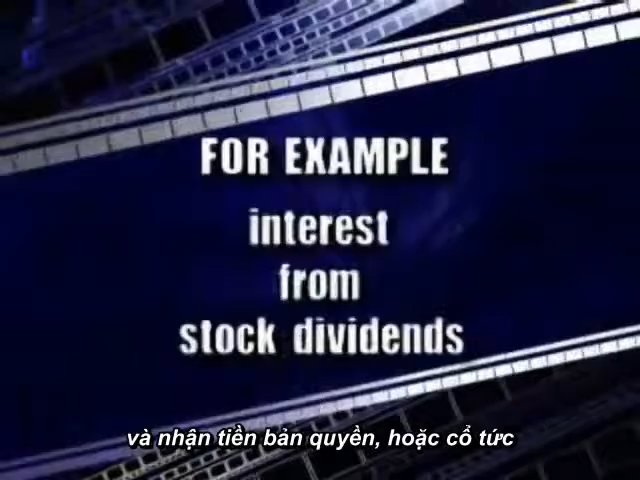 FOR EXAMPLE
interest
from
stock dividends
và nhận tiền bản quyền, hoặc cổ tức